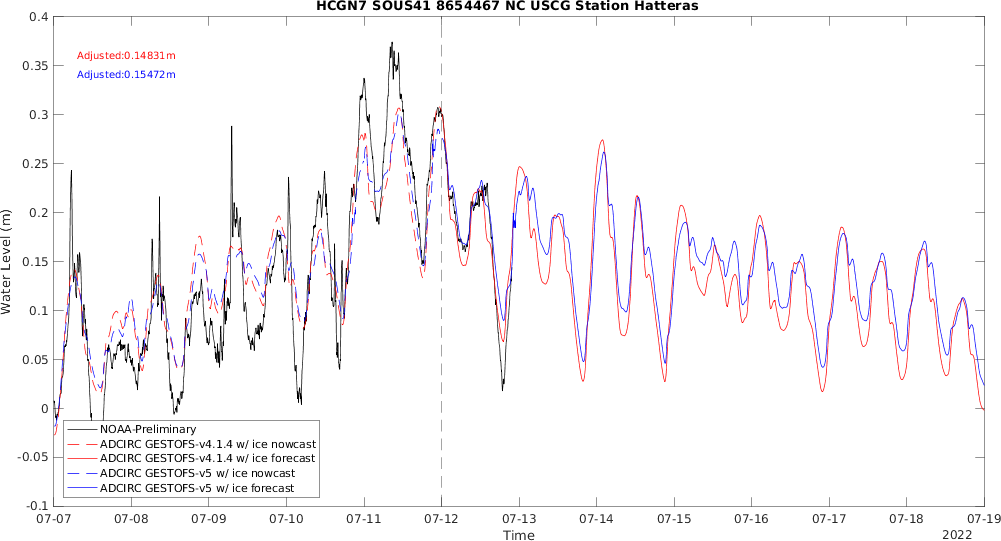 HCGN7 SOUS41 8654467 NC USCG Station Hatteras
0.4
0.35
0.3
0.25
0.2
0.15
0.1
0.05
0
-0.05
-0.1
Water Level (m)
Adjusted:0.14831m
Adjusted:0.15472m
NOAA-Preliminary
ADCIRC GESTOFS-v4.1.4 w/ ice nowcast
ADCIRC GESTOFS-v4.1.4 w/ ice forecast
ADCIRC GESTOFS-v5 w/ ice nowcast
ADCIRC GESTOFS-v5 w/ ice forecast
07-07 07-08 07-09 07-10 07-11 07-12 07-13 07-14 07-15 07-16 07-17 07-18 07-19
Time
2022